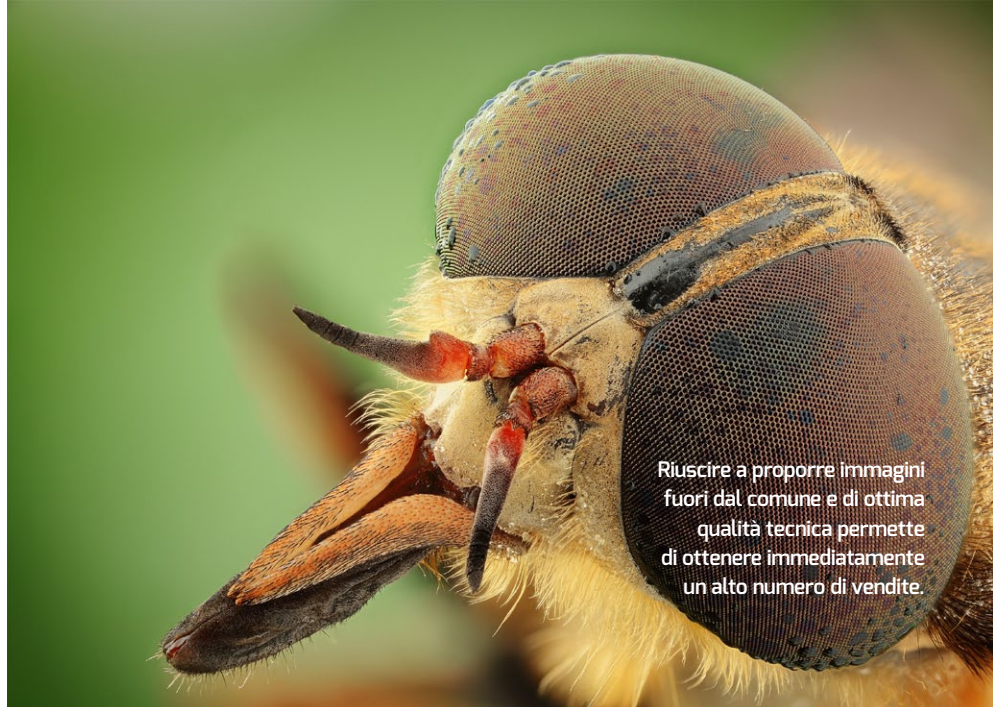 Riuscire a proporre immagini
fuori dal comune e di ottima
qualità tecnica permette
di ottenere immediatamente
un alto numero di vendite.